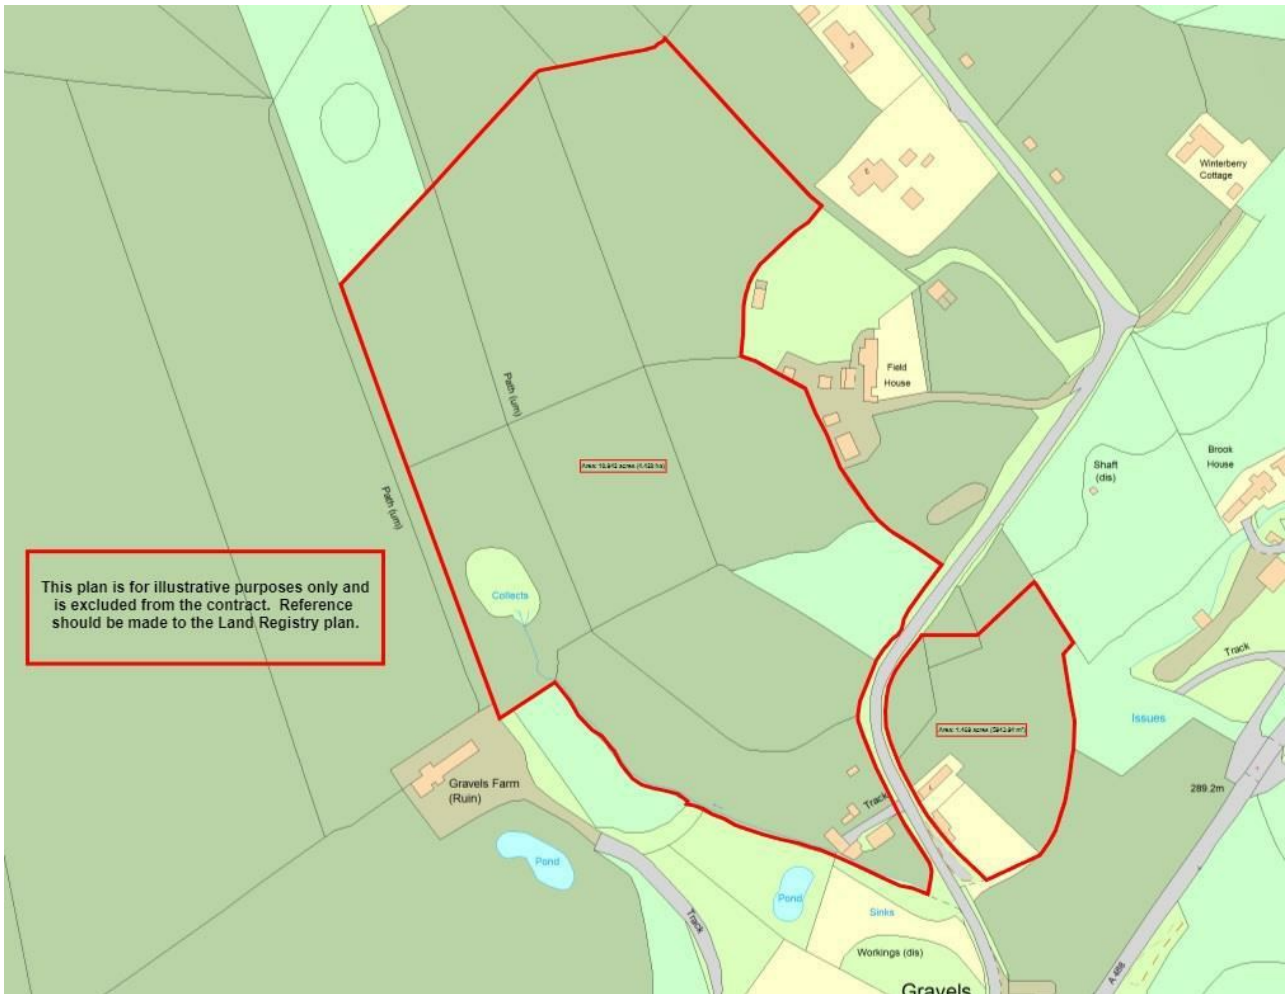 3
6
Winterberry
Cottage
Field
House
Path (um)
Shaft
(dis)
Brook
House
Path (um)
This plan is for illustrative purposes only and
is excluded from the contract. Reference
should be made to the Land Registry plan.
Collects
Track
Issues
289.2m
Gravels Farm
(Ruin)
Track
Pond
Pond
Sinks
Track
Workings (dis)
A 488
Gravels